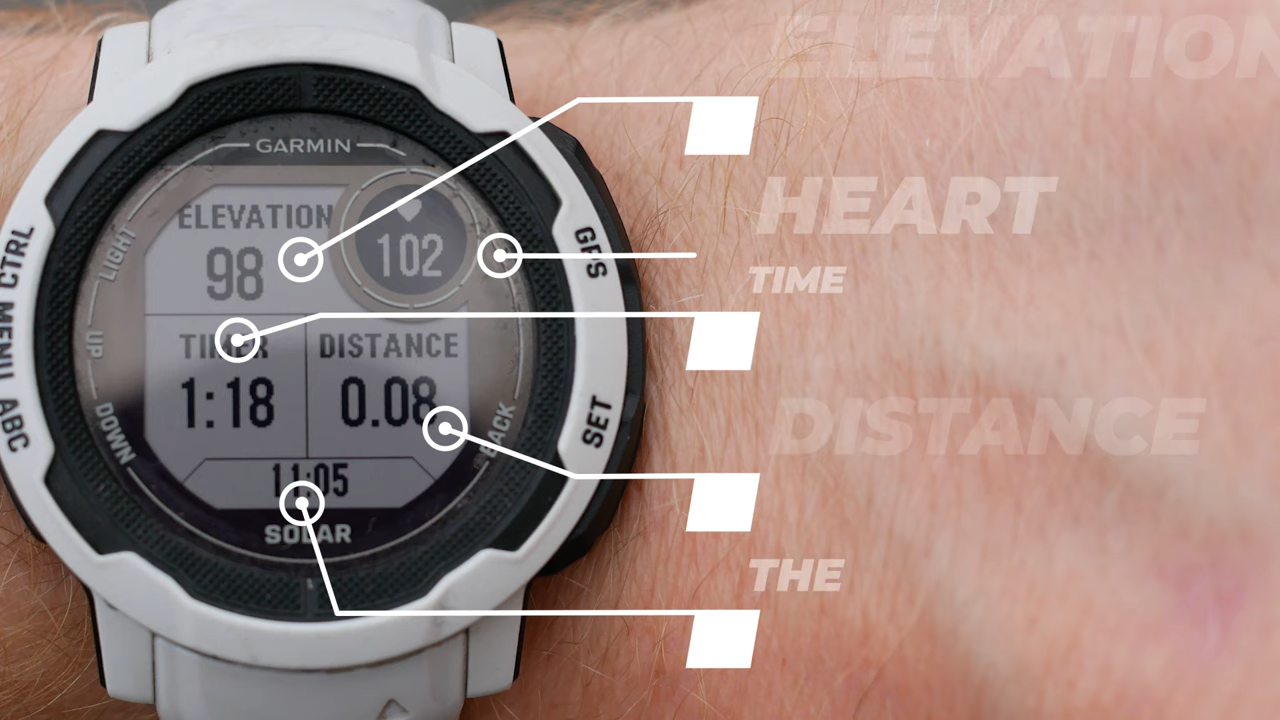 ELEVATION
GARMIN
HEART
ELEVATION
98
102
LIGHT
CTRL
GPS
TIME
MENU
UP
TIMER
DISTANCE
1:18
0.08
DISTANCE
ABC
DOWN
BACK
SET
11:05
SOLAR
THE